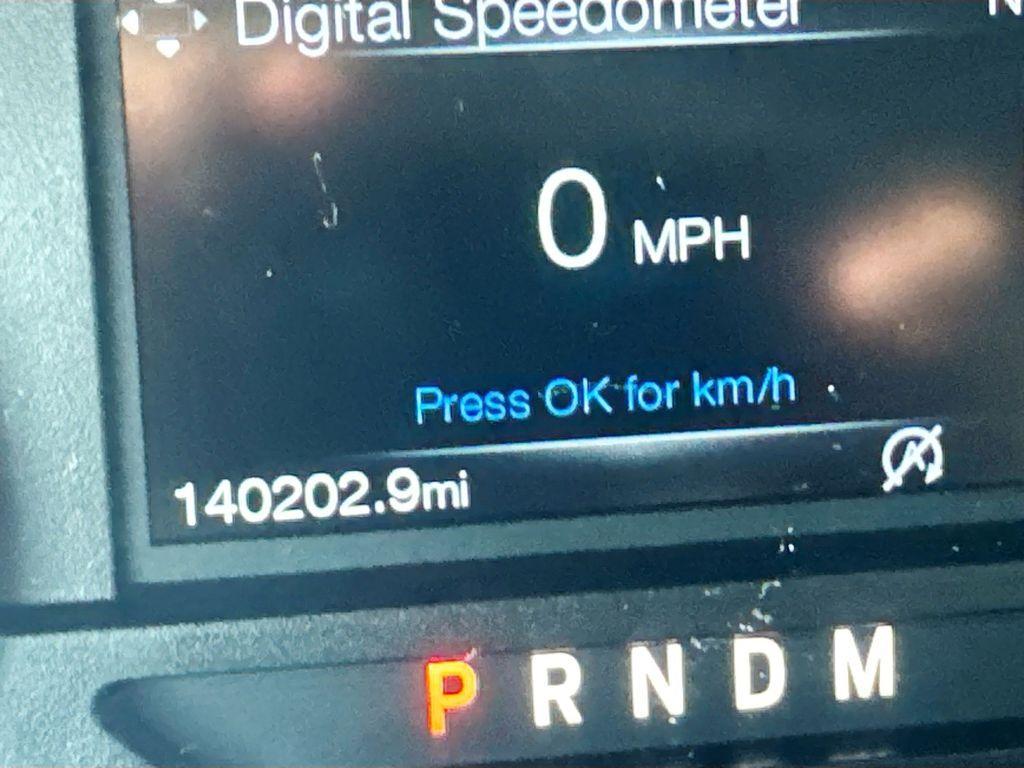 Digital Speedometer
0 MPH
Press OK for km/h
140202.9mi
P R N D M